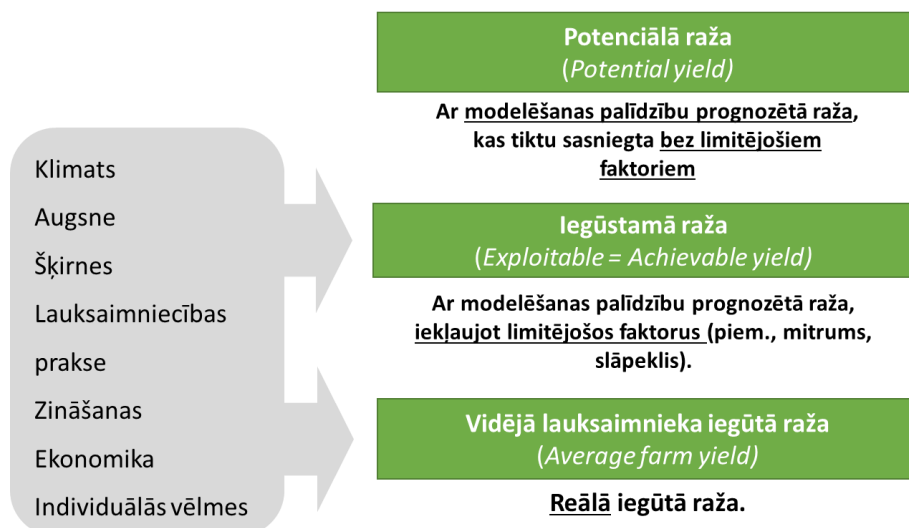 Potenciālā raža
(Potential yield)
Ar modelēšanas palīdzību prognozētā raža,
kas tiktu sasniegta bez limitējošiem
faktoriem
Klimats
Augsne
Šķirnes
Lauksaimniecības
prakse
Zināšanas
Ekonomika
Individuālās vēlmes
Iegūstamā raža
(Exploitable = Achievable yield)
Ar modelēšanas palīdzību prognozētā raža,
iekļaujot limitējošos faktorus (piem., mitrums,
slāpeklis).
Vidējā lauksaimnieka iegūtā raža
(Average farm yield)
Reālā iegūtā raža.